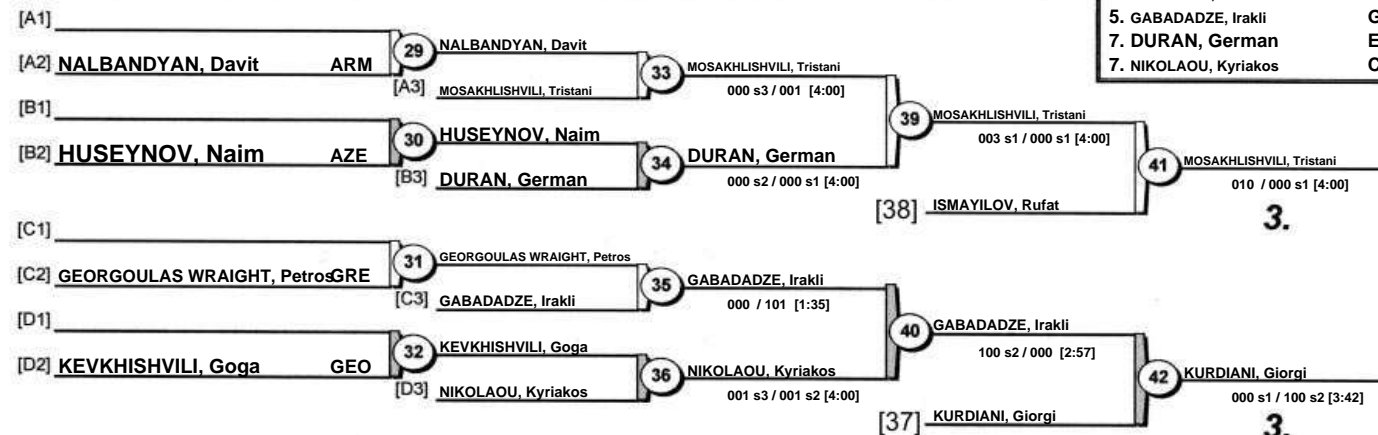 5. GABADADZE, Irakli G
7. DURAN, German E
7. NIKOLAOU, Kyriakos C
[A1]
[A2] NALBANDYAN, Davit ARM
29
NALBANDYAN, Davit
[A3] MOSAKHLISHVILI, Tristani
33
MOSAKHLISHVILI, Tristani
000 s3 / 001 [4:00]
[B1]
[B2] HUSEYNOV, Naim AZE
30
HUSEYNOV, Naim
[B3] DURAN, German
34
DURAN, German
000 s2 / 000 s1 [4:00]
39
MOSAKHLISHVILI, Tristani
003 s1 / 000 s1 [4:00]
[38] ISMAYILOV, Rufat
41
MOSAKHLISHVILI, Tristani
010 / 000 s1 [4:00]
3.
[C1]
[C2] GEORGOULAS WRAIGHT, Petros GRE
31
GEORGOULAS WRAIGHT, Petros
[C3] GABADADZE, Irakli
35
GABADADZE, Irakli
000 / 101 [1:35]
[D1]
[D2] KEVKHISHVILI, Goga GEO
32
KEVKHISHVILI, Goga
[D3] NIKOLAOU, Kyriakos
36
NIKOLAOU, Kyriakos
001 s3 / 001 s2 [4:00]
40
GABADADZE, Irakli
100 s2 / 000 [2:57]
[37] KURDIANI, Giorgi
42
KURDIANI, Giorgi
000 s1 / 100 s2 [3:42]
3.